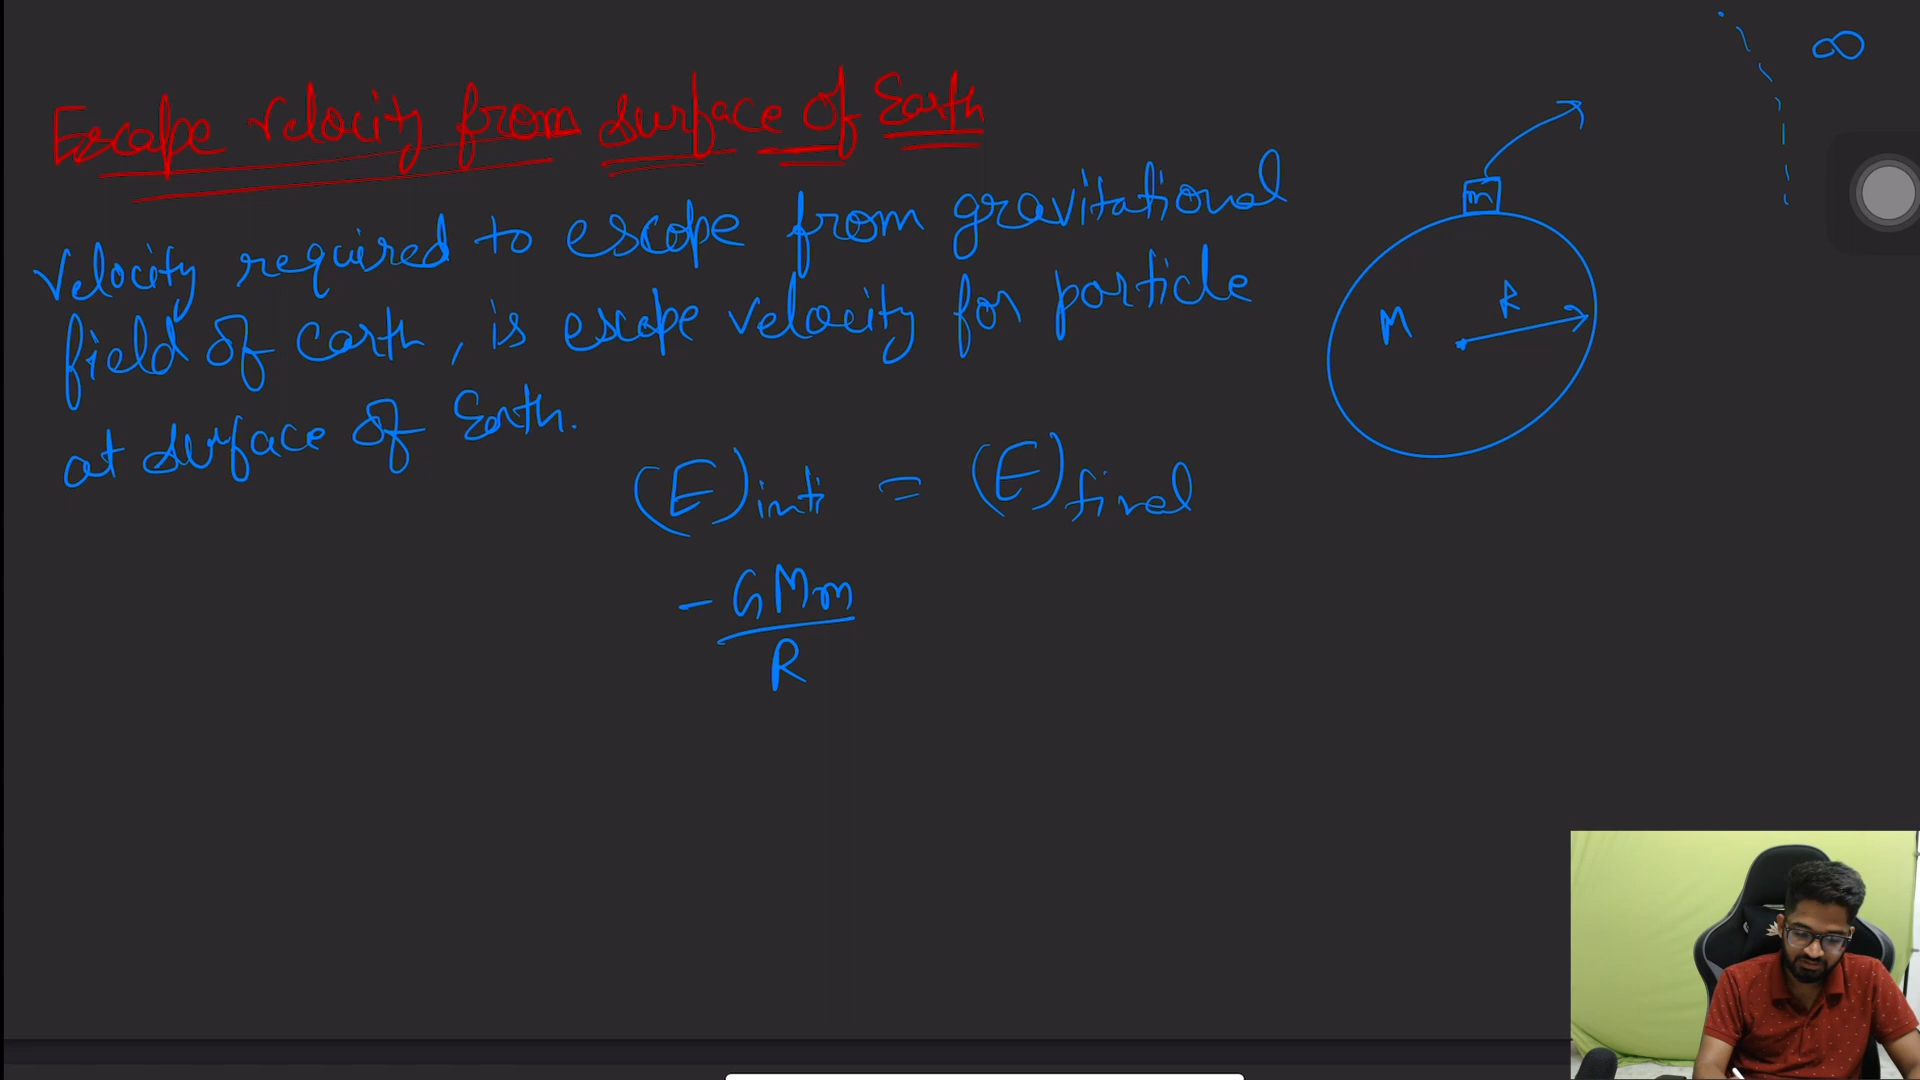 Escape velocity from surface of Earth
∞
m
Velocity required to escape from gravitational
field of earth, is escape velocity for particle
at surface of Earth.
M
R
(E)inti = (E)final
- GMm
R